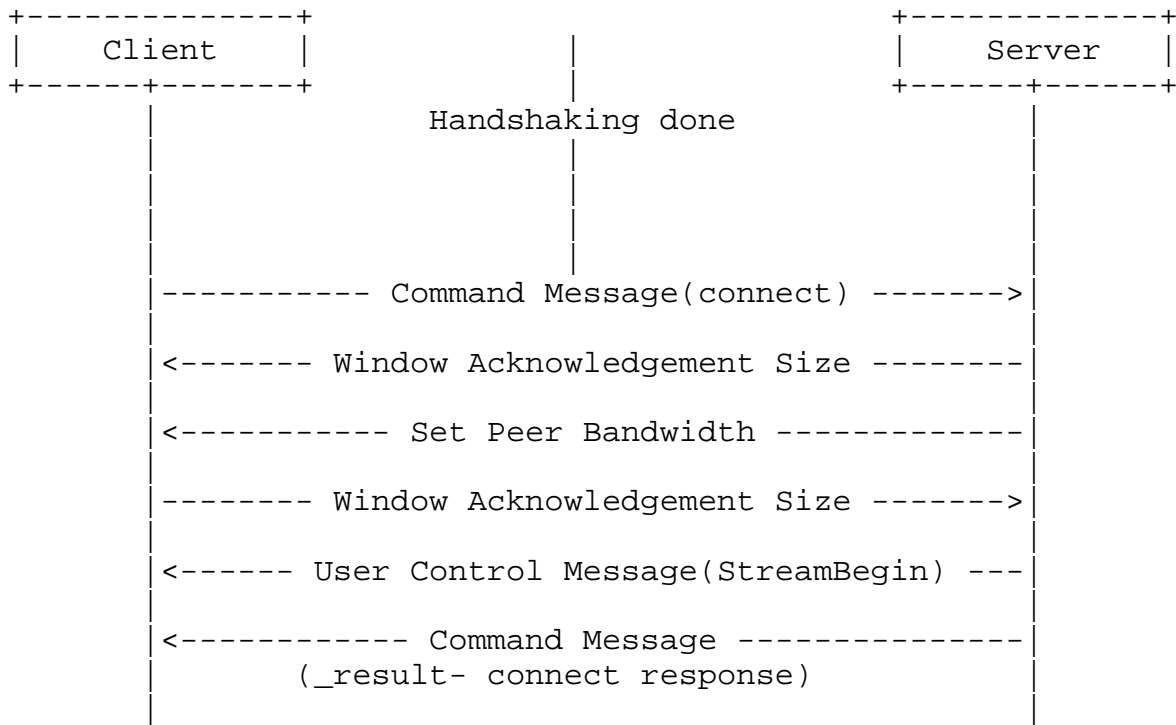 Client Server
Handshaking done
Command Message(connect)
Window Acknowledgement Size
Set Peer Bandwidth
Window Acknowledgement Size
User Control Message(StreamBegin)
Command Message
(_result- connect response)